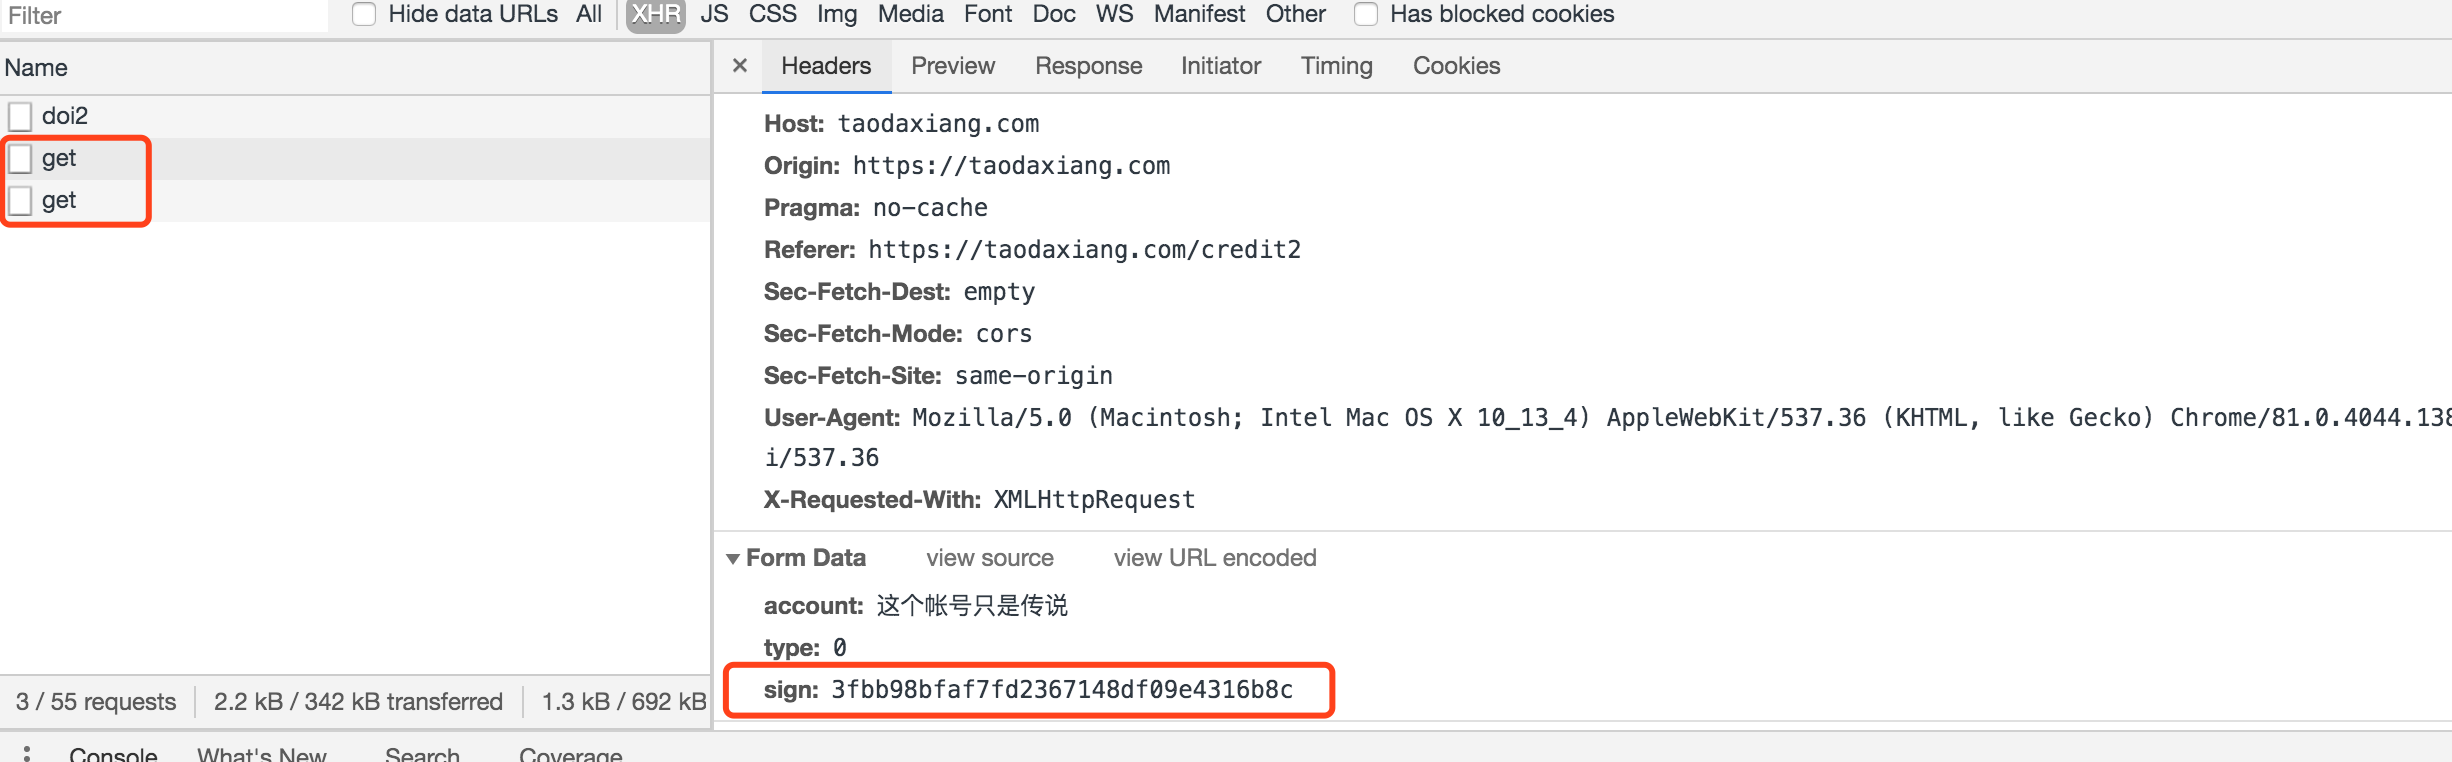 Filter
Hide data URLs All XHR JS CSS Img Media Font Doc WS Manifest Other Has blocked cookies
Name
doi2
get
get
3 / 55 requests 2.2 kB / 342 kB transferred 1.3 kB / 692 kB
Headers Preview Response Initiator Timing Cookies
Host: taodaxiang.com
Origin: https://taodaxiang.com
Pragma: no-cache
Referer: https://taodaxiang.com/credit2
Sec-Fetch-Dest: empty
Sec-Fetch-Mode: cors
Sec-Fetch-Site: same-origin
User-Agent: Mozilla/5.0 (Macintosh; Intel Mac OS X 10_13_4) AppleWebKit/537.36 (KHTML, like Gecko) Chrome/81.0.4044.138
i/537.36
X-Requested-With: XMLHttpRequest
Form Data view source view URL encoded
account: 这个帐号只是传说
type: 0
sign: 3fbb98bfaf7fd2367148df09e4316b8c
Console What's New Search Coverage